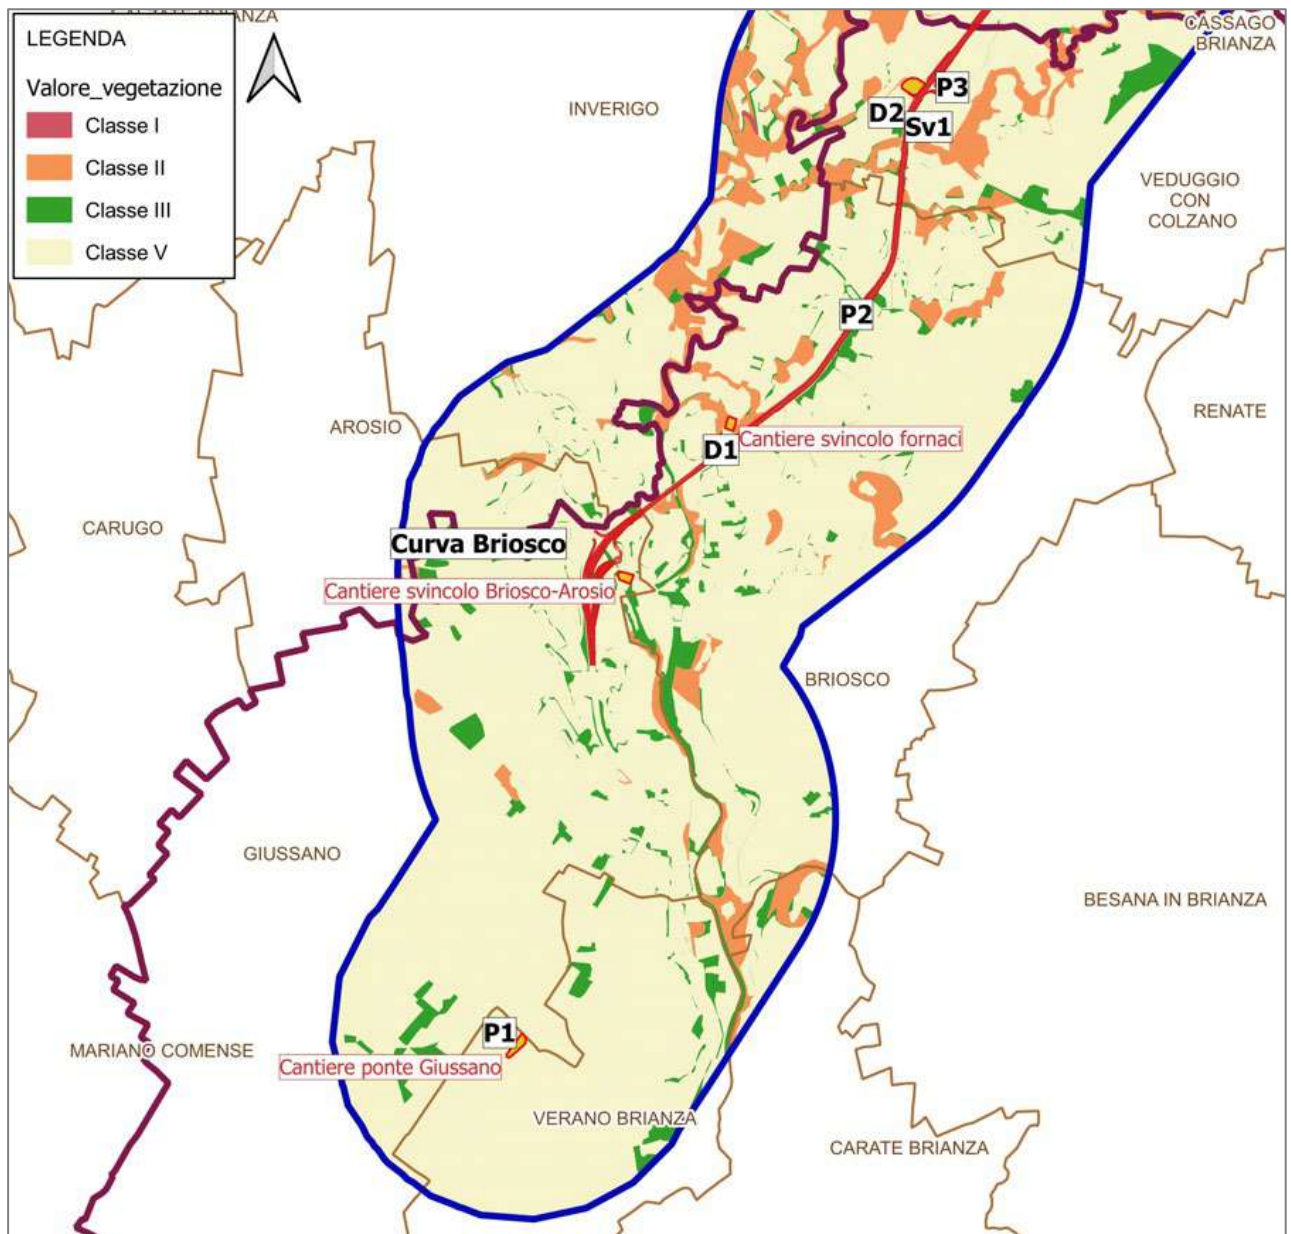 LEGENDA
Valore_vegetazione
Classe I
Classe II
Classe III
Classe V
CASSAGO
BRIANZA
INVERIGO
P3
D2
Sv1
VEDUGGIO
CON
COLZANO
P2
RENATE
AROSIO
Cantiere svincolo fornaci
D1
CARUGO
Curva Briosco
Cantiere svincolo Briosco-Arosio
BRIOSCO
GIUSSANO
BESANA IN BRIANZA
P1
MARIANO COMENSE
Cantiere ponte Giussano
VERANO BRIANZA
CARATE BRIANZA